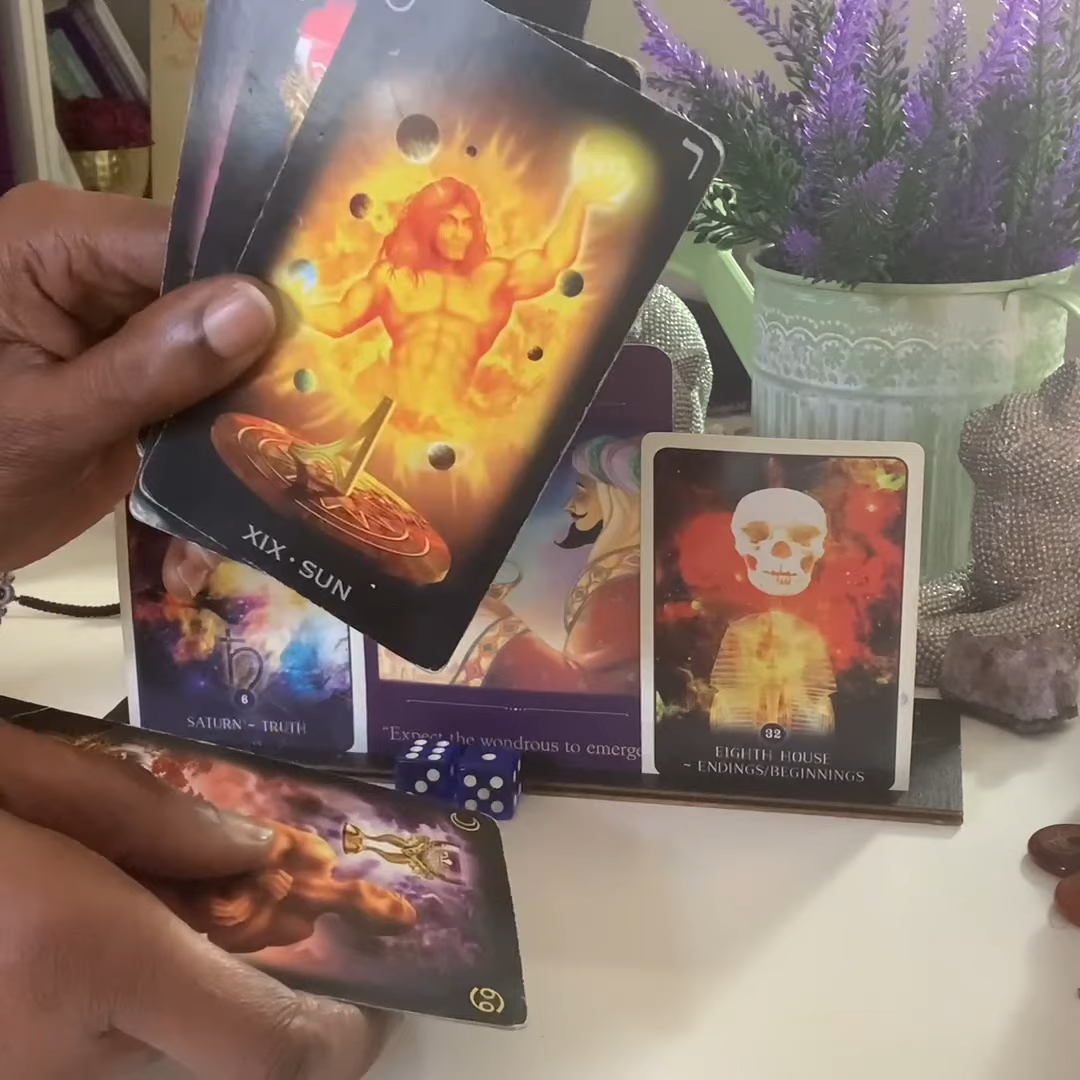 XIX · SUN
6
SATURN ~ TRUTH
"Expect the wondrous to emerge
32
EIGHTH HOUSE
~ ENDINGS/BEGINNINGS